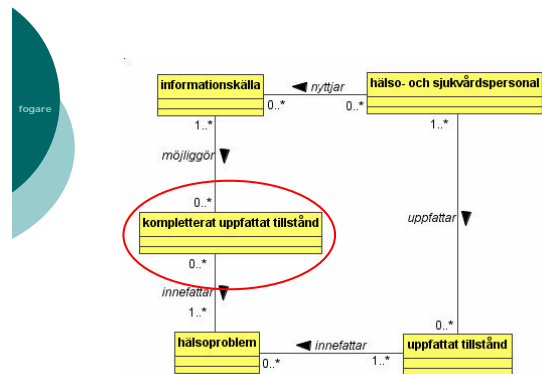 fogare
informationskälla
nyttjar
hälso- och sjukvårdspersonal
0..*
0..*
1..*
1..*
möjliggör
0..*
kompletterat uppfattat tillstånd
uppfattar
0..*
innefattar
1..*
0..*
hälsoproblem
innefattar
uppfattat tillstånd
0..*
1..*